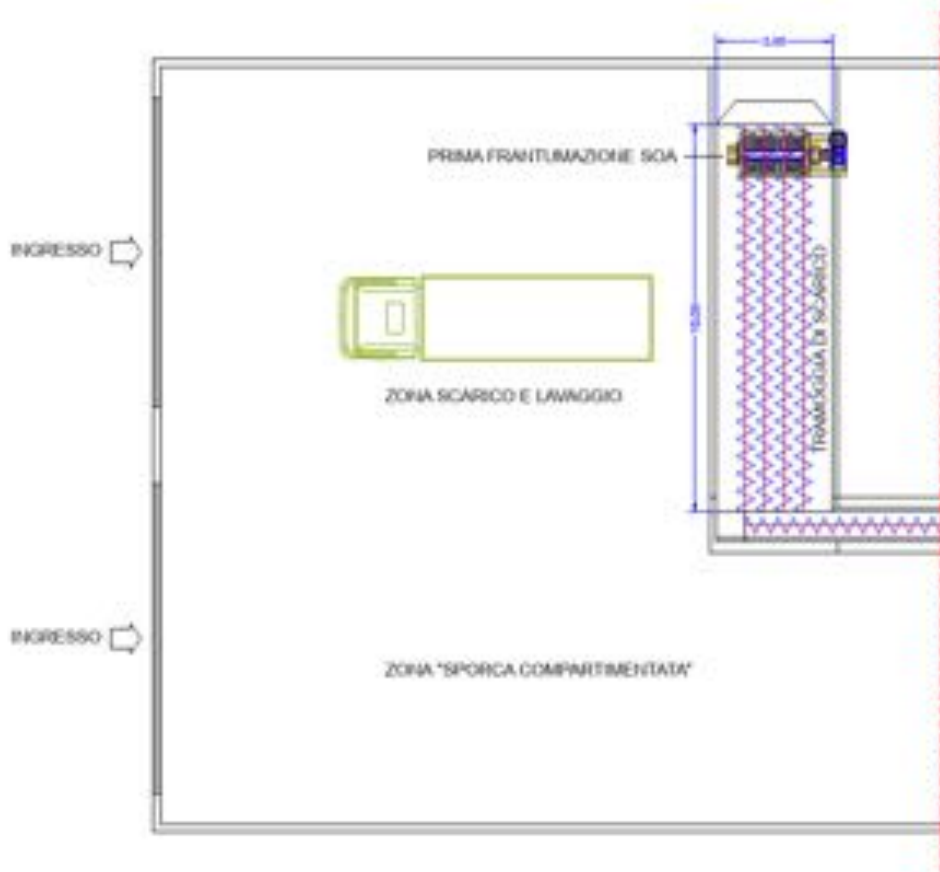 PRIMA FRANTUMAZIONE SOA
INGRESSO
TRAMOGGIA DI SCARICO
ZONA SCARICO E LAVAGGIO
INGRESSO
ZONA "SPORCA COMPARTIMENTATA"